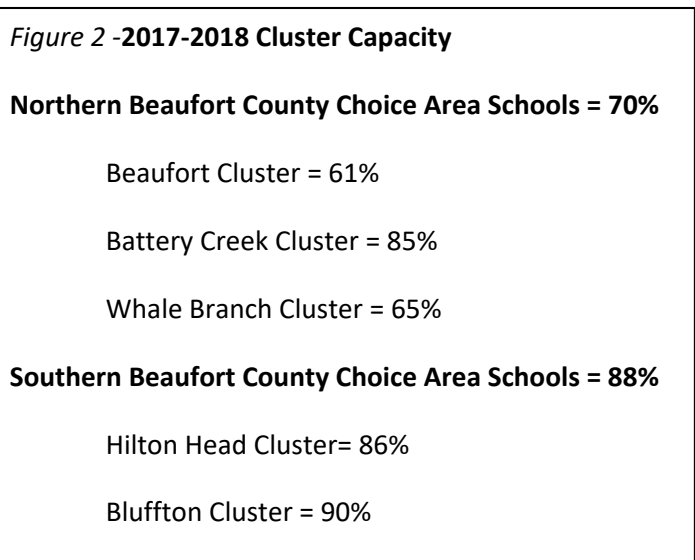 Figure 2 -2017-2018 Cluster Capacity
Northern Beaufort County Choice Area Schools = 70%
Beaufort Cluster = 61%
Battery Creek Cluster = 85%
Whale Branch Cluster = 65%
Southern Beaufort County Choice Area Schools = 88%
Hilton Head Cluster= 86%
Bluffton Cluster = 90%